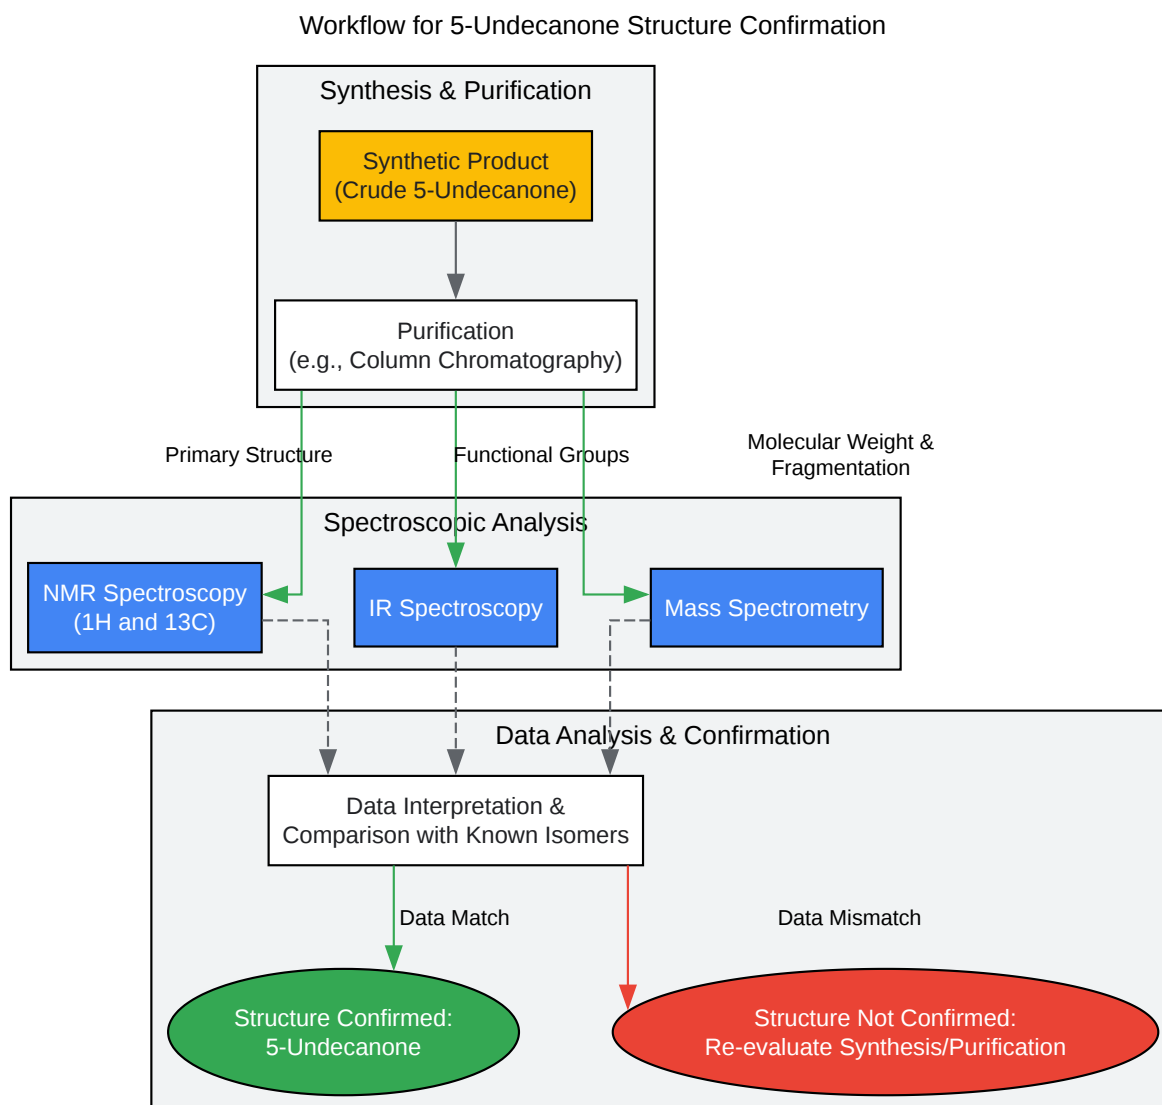 Workflow for 5-Undecanone Structure Confirmation
Synthesis & Purification
Synthetic Product
(Crude 5-Undecanone)
Purification
(e.g., Column Chromatography)
Primary Structure
Functional Groups
Molecular Weight &
Fragmentation
Spectroscopic Analysis
NMR Spectroscopy
(1H and 13C)
IR Spectroscopy
Mass Spectrometry
Data Analysis & Confirmation
Data Interpretation &
Comparison with Known Isomers
Data Match
Data Mismatch
Structure Confirmed:
5-Undecanone
Structure Not Confirmed:
Re-evaluate Synthesis/Purification